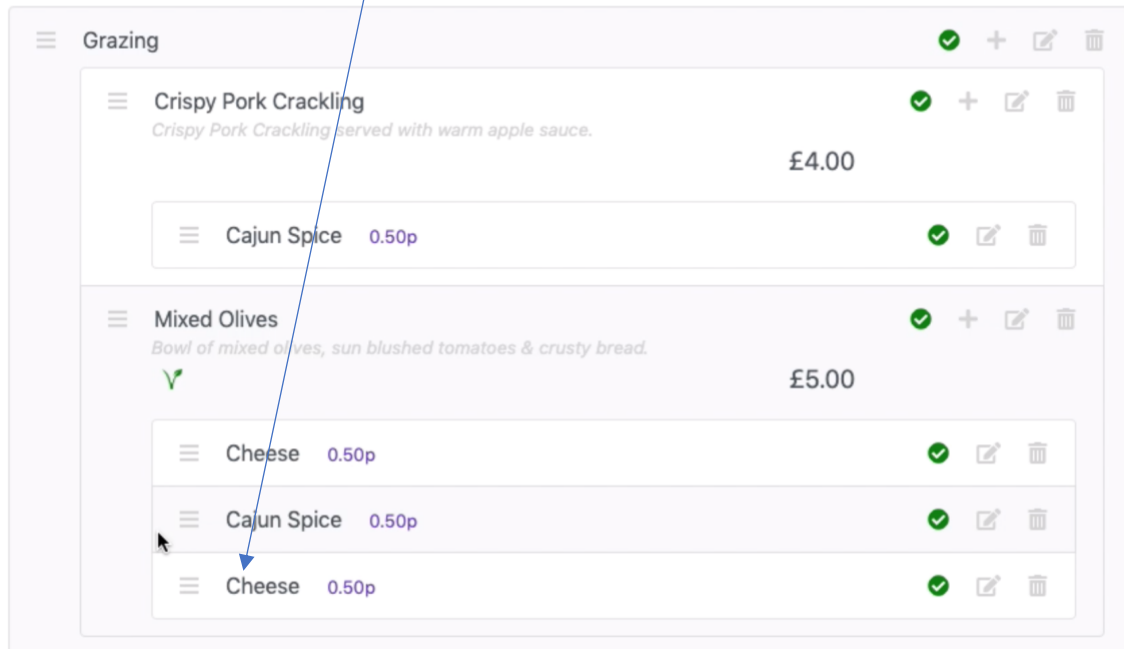 Grazing
Crispy Pork Crackling
Crispy Pork Crackling served with warm apple sauce.
£4.00
Cajun Spice 0.50p
Mixed Olives
Bowl of mixed olives, sun blushed tomatoes & crusty bread.
£5.00
Cheese 0.50p
Cajun Spice 0.50p
Cheese 0.50p